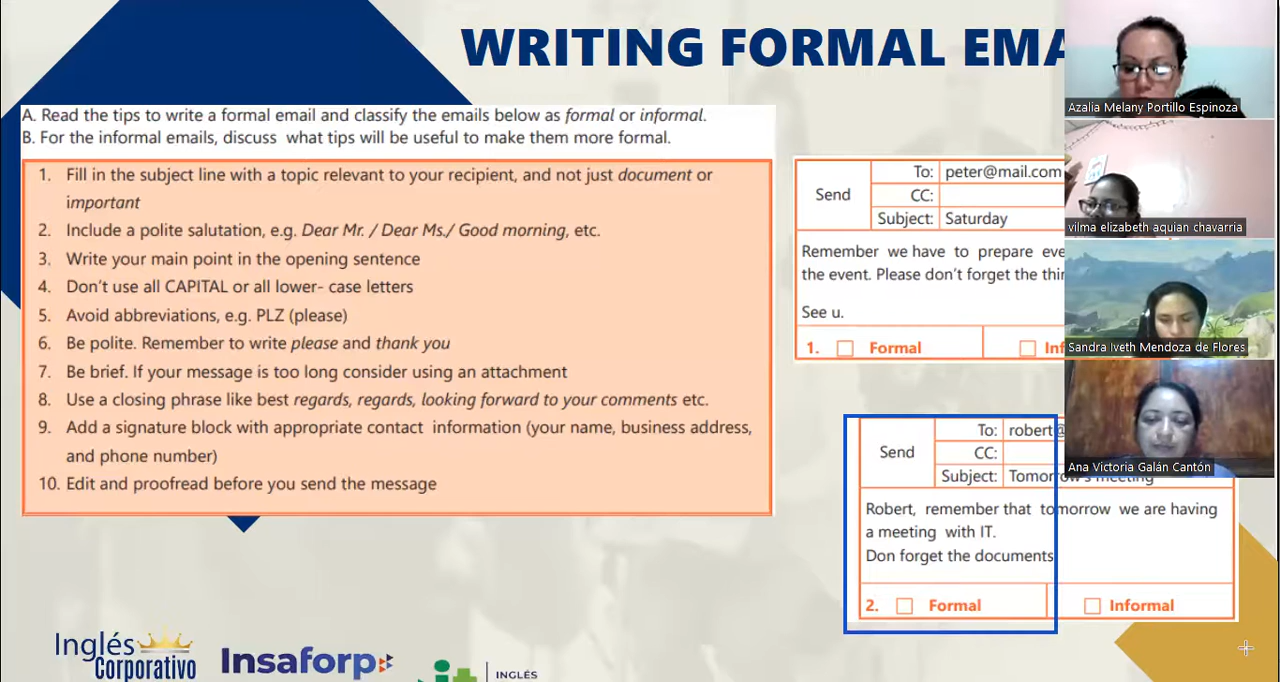 WRITING FORMAL EMA
A. Read the tips to write a formal email and classify the emails below as formal or informal.
B. For the informal emails, discuss what tips will be useful to make them more formal.
1. Fill in the subject line with a topic relevant to your recipient, and not just document or
important
2. Include a polite salutation, e.g. Dear Mr. / Dear Ms./ Good morning, etc.
3. Write your main point in the opening sentence
4. Don't use all CAPITAL or all lower- case letters
5. Avoid abbreviations, e.g. PLZ (please)
6. Be polite. Remember to write please and thank you
7. Be brief. If your message is too long consider using an attachment
8. Use a closing phrase like best regards, regards, looking forward to your comments etc.
9. Add a signature block with appropriate contact information (your name, business address,
and phone number)
10. Edit and proofread before you send the message
Send
To: peter@mail.com
CC:
Subject: Saturday
Remember we have to prepare eve
the event. Please don't forget the thin
See u.
1. Formal Inf
Send
To: robert@
CC:
Subject: Tomorrow's meeting
Robert, remember that tomorrow we are having
a meeting with IT.
Don forget the documents
2. Formal Informal
Azalia Melany Portillo Espinoza
vilma elizabeth aquian chavarria
Sandra Iveth Mendoza de Flores
Ana Victoria Galán Cantón
Inglés
Corporativo
Insaforp
it
INGLÉS